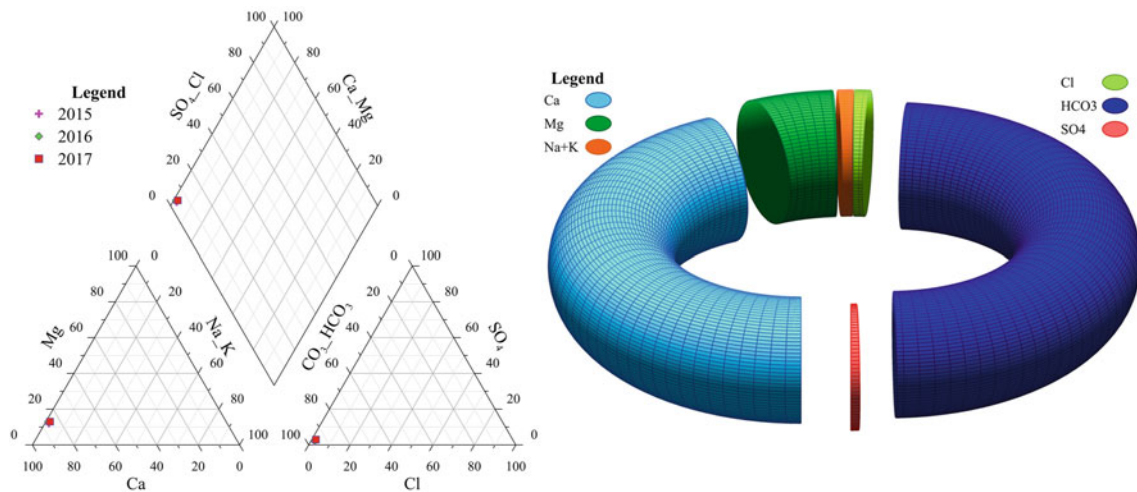 Legend
2015
2016
2017
100 100
80 80
SO₄_Cl Ca_Mg
60 60
40 40
20 20
0 0
100 0 100 0
80 20 80 20
Mg Na_K CO₃_HCO₃ SO₄
60 40 60 40
40 60 40 60
20 80 20 80
0 100 100 0
100 80 60 40 20 0 0 20 40 60 80 100
Ca Cl
Legend
Ca
Mg
Na+K
Cl
HCO3
SO4